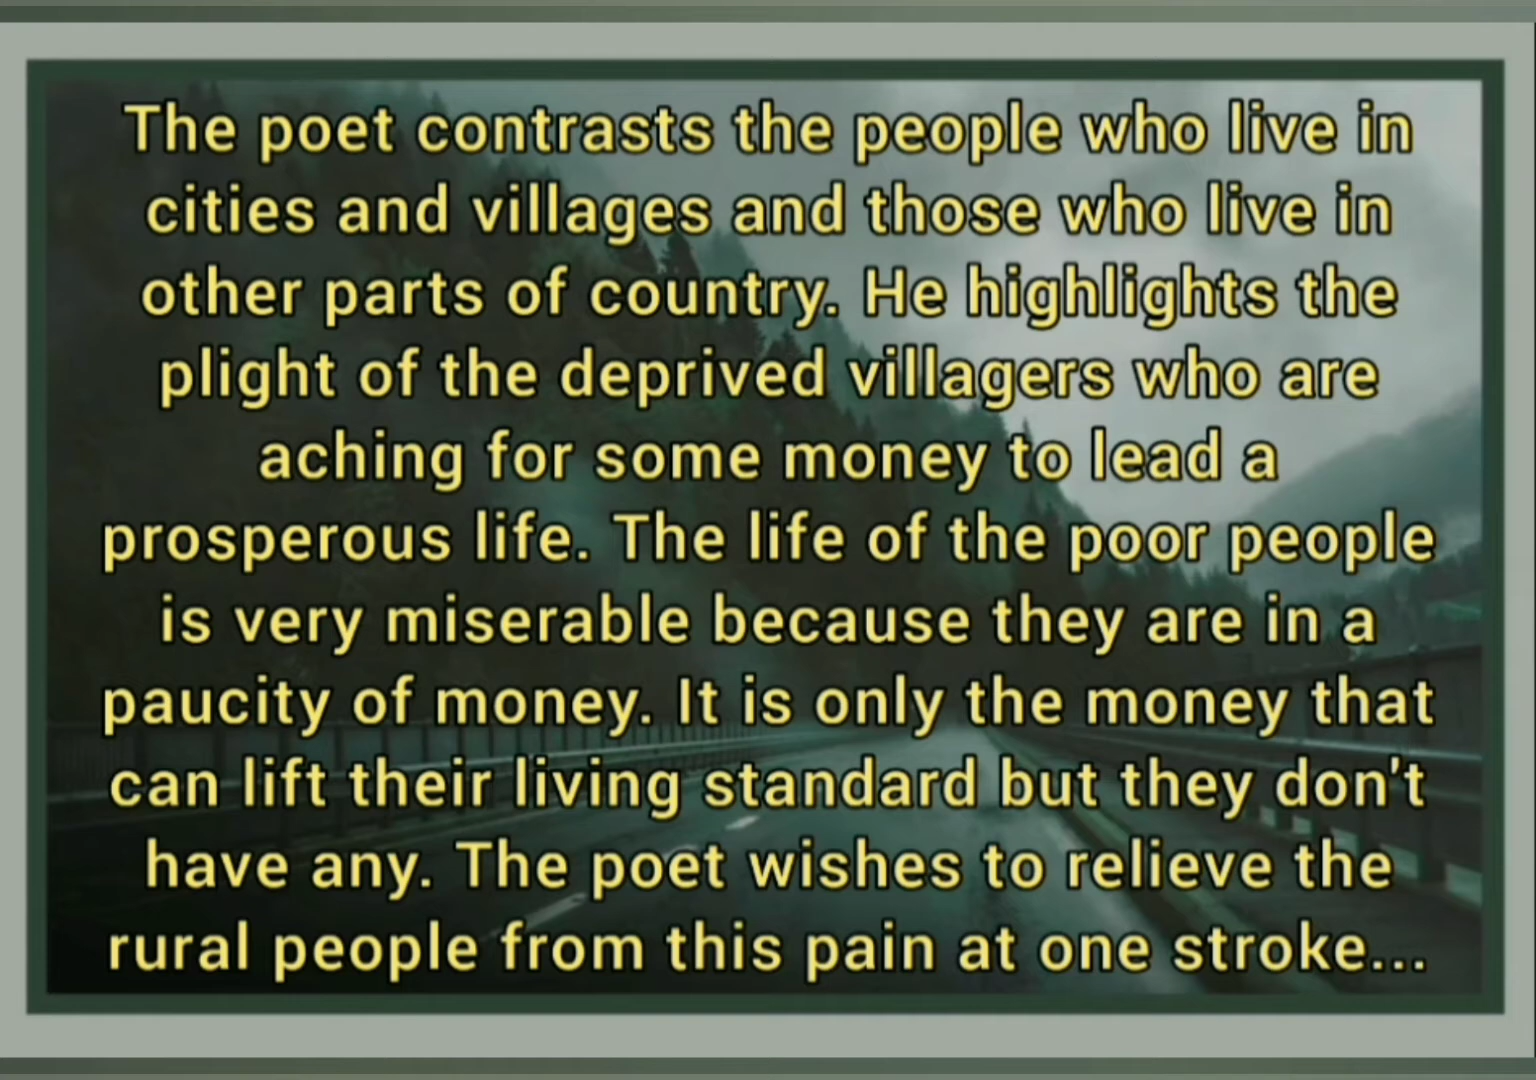 The poet contrasts the people who live in
cities and villages and those who live in
other parts of country. He highlights the
plight of the deprived villagers who are
aching for some money to lead a
prosperous life. The life of the poor people
is very miserable because they are in a
paucity of money. It is only the money that
can lift their living standard but they don't
have any. The poet wishes to relieve the
rural people from this pain at one stroke...